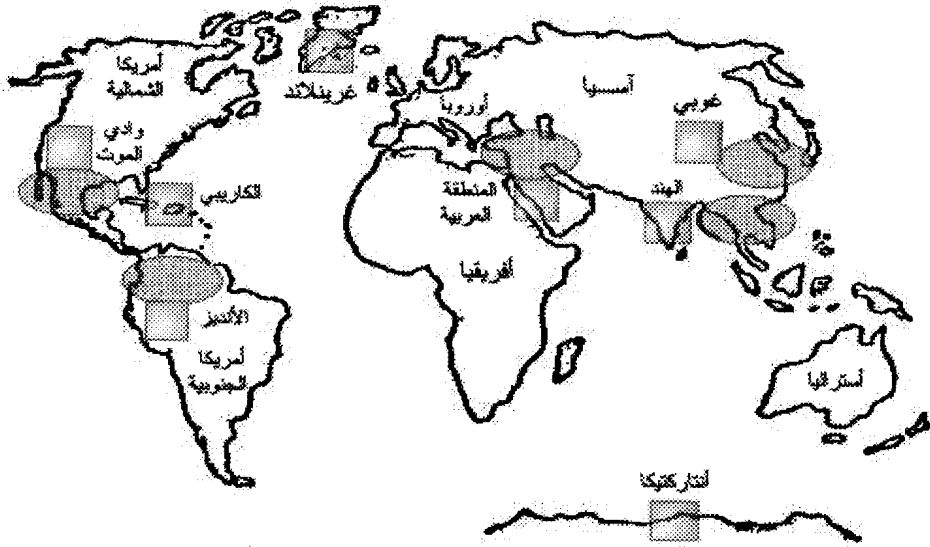 أمريكا
الشمالية
غرينلاند
أوروبا
آسيا
غوبي
وادي
الموت
الكاريبي
المنطقة
العربية
الهند
أفريقيا
الأنديز
أمريكا
الجنوبية
أستراليا
أنتاركتيكا